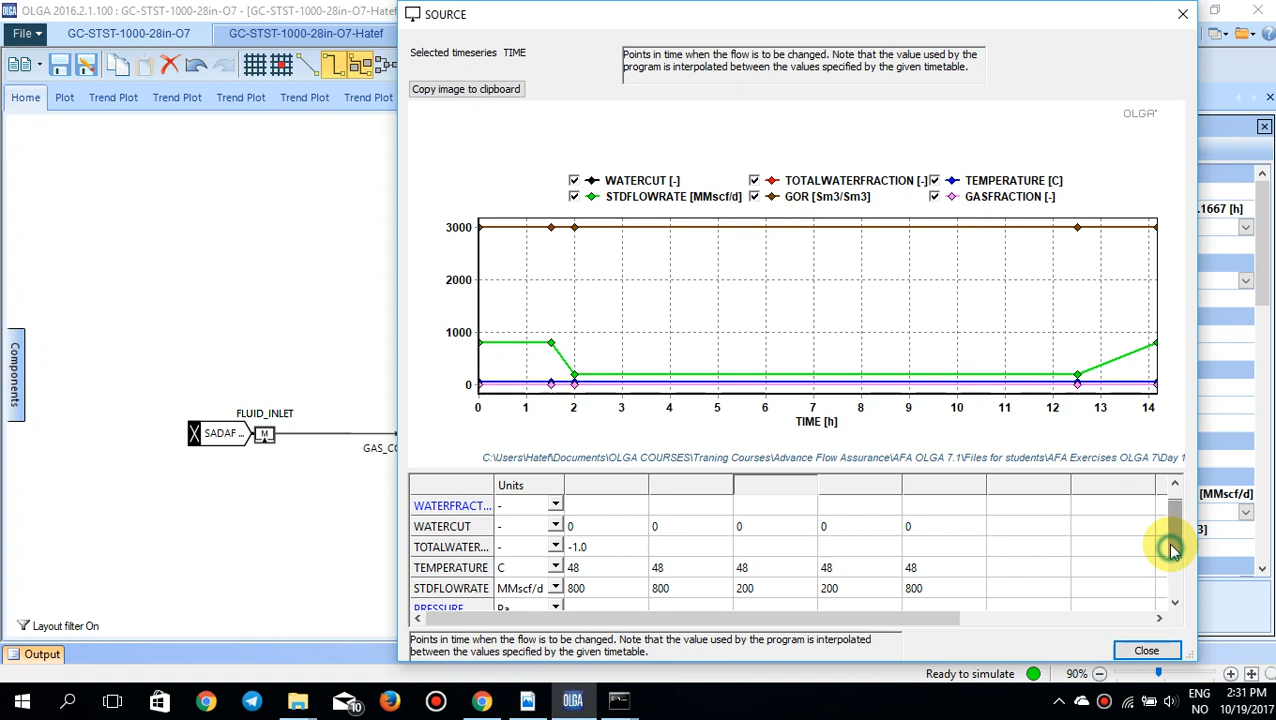 OLGA 2016.2.1.100 - GC-STST-1000-28in-O7 - [GC-STST-1000-28in-O7-Hatef
SOURCE
File
GC-STST-1000-28in-O7
GC-STST-1000-28in-O7-Hatef
Selected timeseries TIME
Points in time when the flow is to be changed. Note that the value used by the
program is interpolated between the values specified by the given timetable.
Copy image to clipboard
Home
Plot
Trend Plot
Trend Plot
Trend Plot
Trend Plot
Trend Plot
OLGA
WATERCUT [-]
TOTALWATERFRACTION [-]
TEMPERATURE [C]
STDFLOWRATE [MMscf/d]
GOR [Sm3/Sm3]
GASFRACTION [-]
.1667 [h]
3000
2000
1000
0
0 1 2 3 4 5 6 7 8 9 10 11 12 13 14
TIME [h]
Components
FLUID_INLET
SADAF ...
M
GAS_CO
C:\Users\Hatef\Documents\OLGA COURSES\Traning Courses\Advance Flow Assurance\AFA OLGA 7.1\Files for students\AFA Exercises OLGA 7\Day 1
Units
[MMscf/d]
3]
WATERFRACT... -
WATERCUT - 0 0 0 0 0
TOTALWATER... - -1.0
TEMPERATURE C 48 48 48 48 48
STDFLOWRATE MMscf/d 800 800 200 200 800
PRESSURE Pa
Layout filter On
Points in time when the flow is to be changed. Note that the value used by the program is interpolated
between the values specified by the given timetable.
Close
Output
Ready to simulate
90%
10
ENG
NO
2:31 PM
10/19/2017